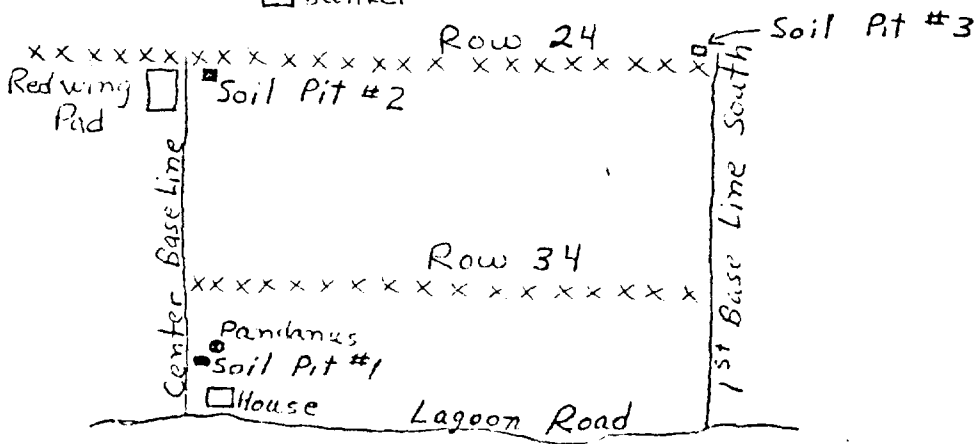 Bunker
Row 24
Soil Pit #3
Redwing
Pad
Soil Pit #2
Center Base Line
1st Base Line South
Row 34
Pandanus
Soil Pit #1
House
Lagoon Road